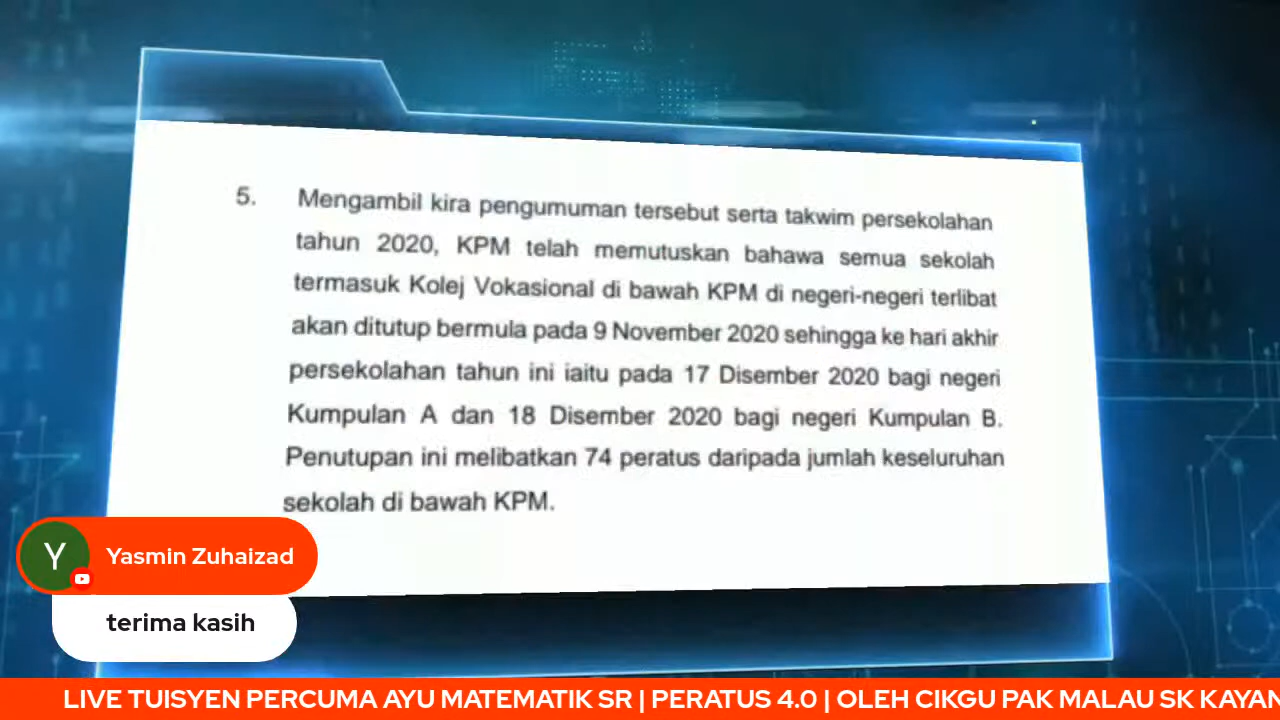 5. Mengambil kira pengumuman tersebut serta takwim persekolahan
tahun 2020, KPM telah memutuskan bahawa semua sekolah
termasuk Kolej Vokasional di bawah KPM di negeri-negeri terlibat
akan ditutup bermula pada 9 November 2020 sehingga ke hari akhir
persekolahan tahun ini iaitu pada 17 Disember 2020 bagi negeri
Kumpulan A dan 18 Disember 2020 bagi negeri Kumpulan B.
Penutupan ini melibatkan 74 peratus daripada jumlah keseluruhan
sekolah di bawah KPM.
Y
Yasmin Zuhaizad
terima kasih
LIVE TUISYEN PERCUMA AYU MATEMATIK SR | PERATUS 4.0 | OLEH CIKGU PAK MALAU SK KAYAN